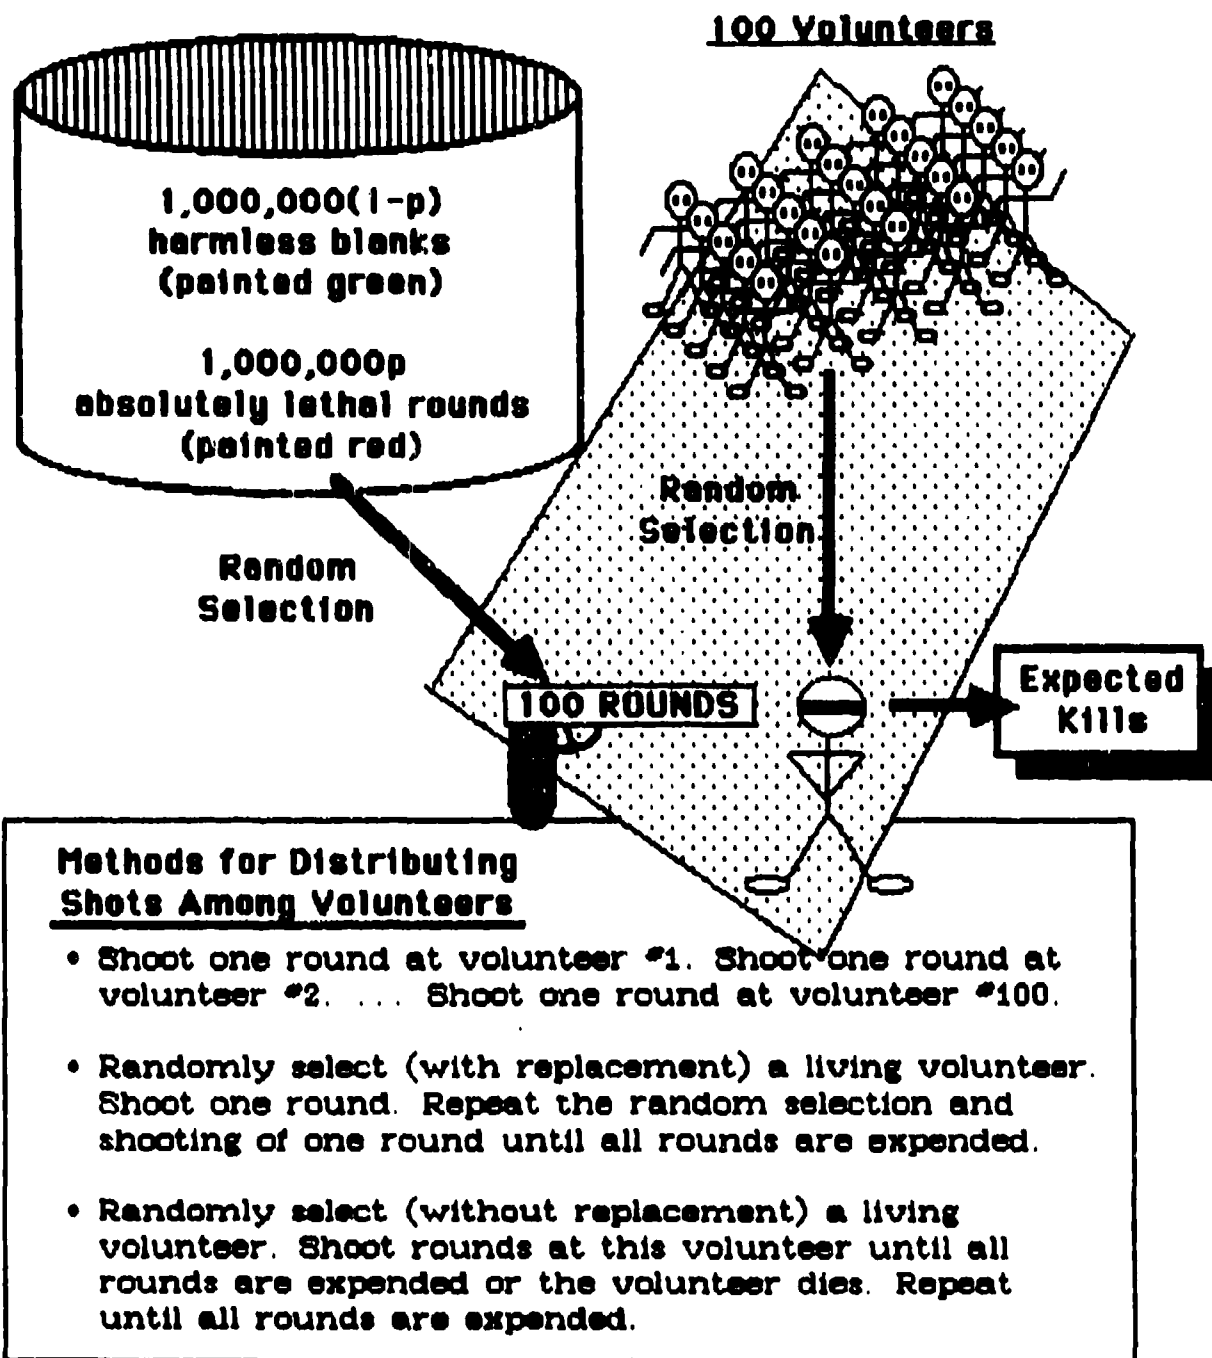 100 Volunteers
1,000,000(1-p)
harmless blanks
(painted green)
1,000,000p
absolutely lethal rounds
(painted red)
Random
Selection
Random
Selection
100 ROUNDS
Expected
Kills
Methods for Distributing
Shots Among Volunteers
• Shoot one round at volunteer #1. Shoot one round at
volunteer #2. ... Shoot one round at volunteer #100.
• Randomly select (with replacement) a living volunteer.
Shoot one round. Repeat the random selection and
shooting of one round until all rounds are expended.
• Randomly select (without replacement) a living
volunteer. Shoot rounds at this volunteer until all
rounds are expended or the volunteer dies. Repeat
until all rounds are expended.